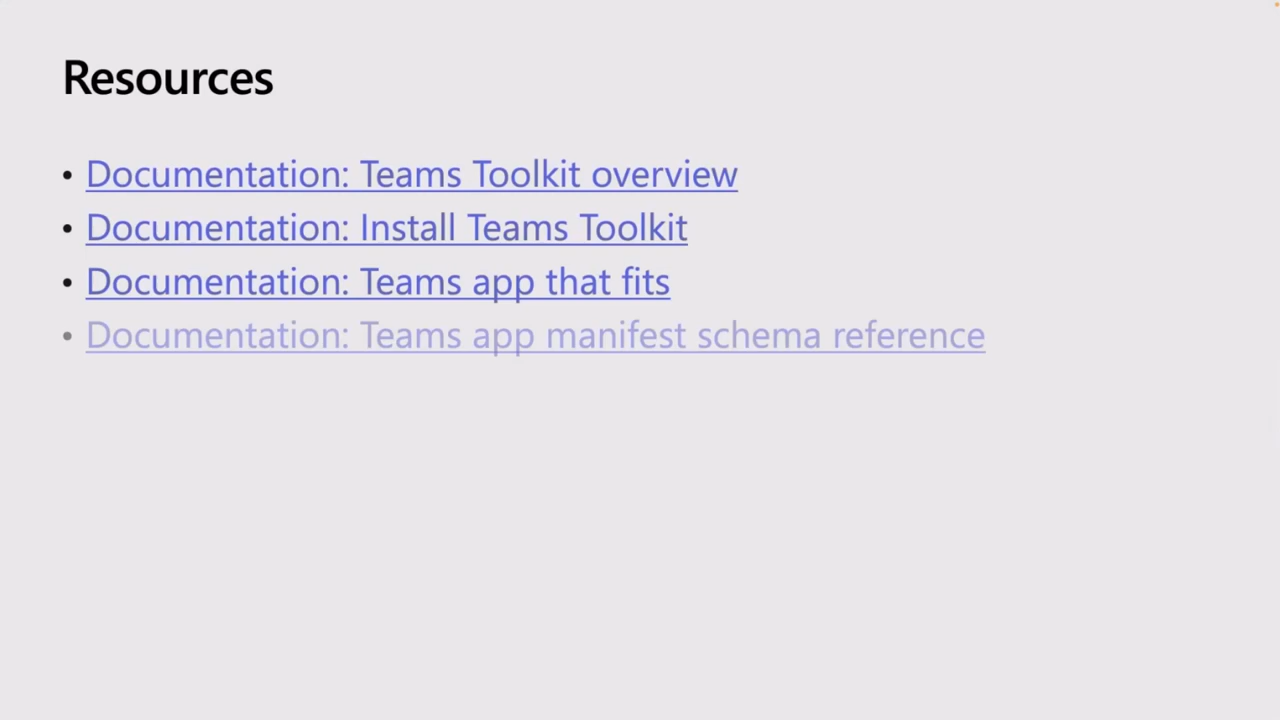 Resources
• Documentation: Teams Toolkit overview
• Documentation: Install Teams Toolkit
• Documentation: Teams app that fits
• Documentation: Teams app manifest schema reference